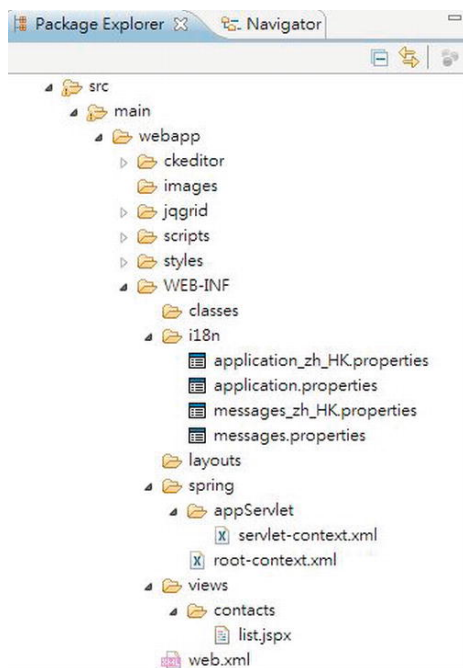 Package Explorer Navigator
src
main
webapp
ckeditor
images
jqgrid
scripts
styles
WEB-INF
classes
i18n
application_zh_HK.properties
application.properties
messages_zh_HK.properties
messages.properties
layouts
spring
appServlet
servlet-context.xml
root-context.xml
views
contacts
list.jspx
web.xml